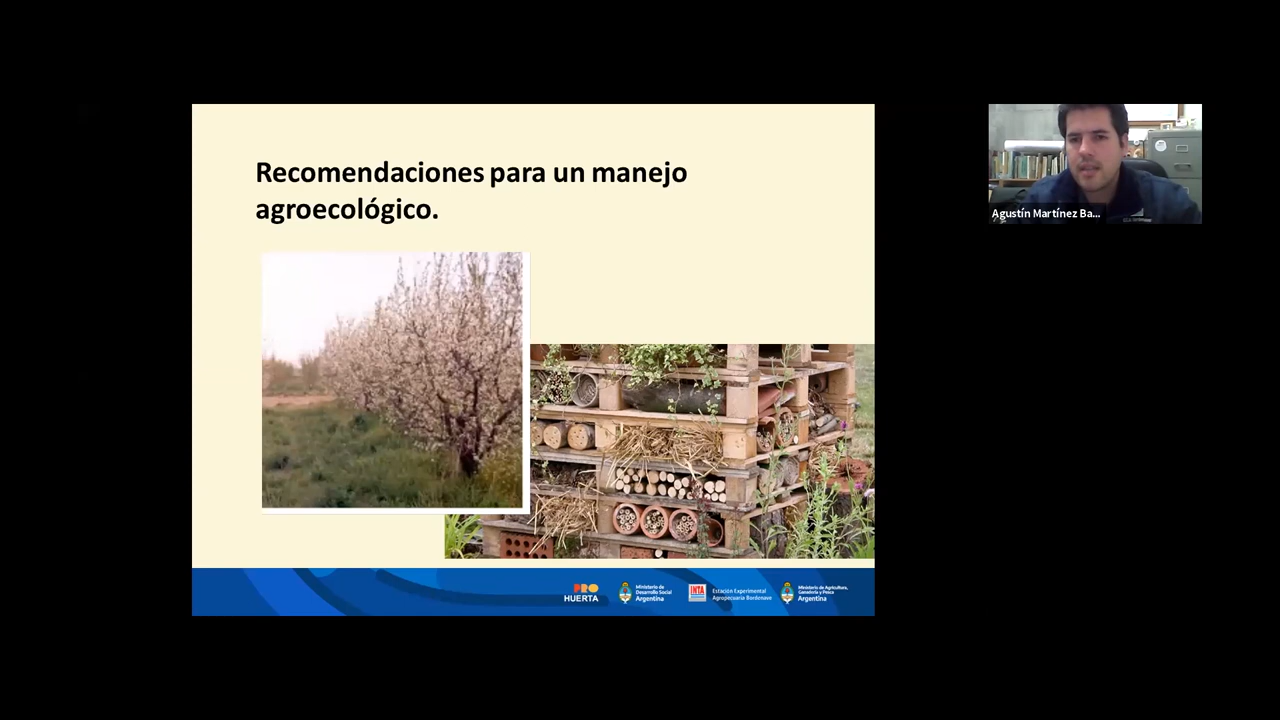 Recomendaciones para un manejo
agroecológico.
Agustín Martínez Ba...
PRO
HUERTA
Ministerio de
Desarrollo Social
Argentina
INTA
Estación Experimental
Agropecuaria Bordenave
Ministerio de Agricultura,
Ganadería y Pesca
Argentina